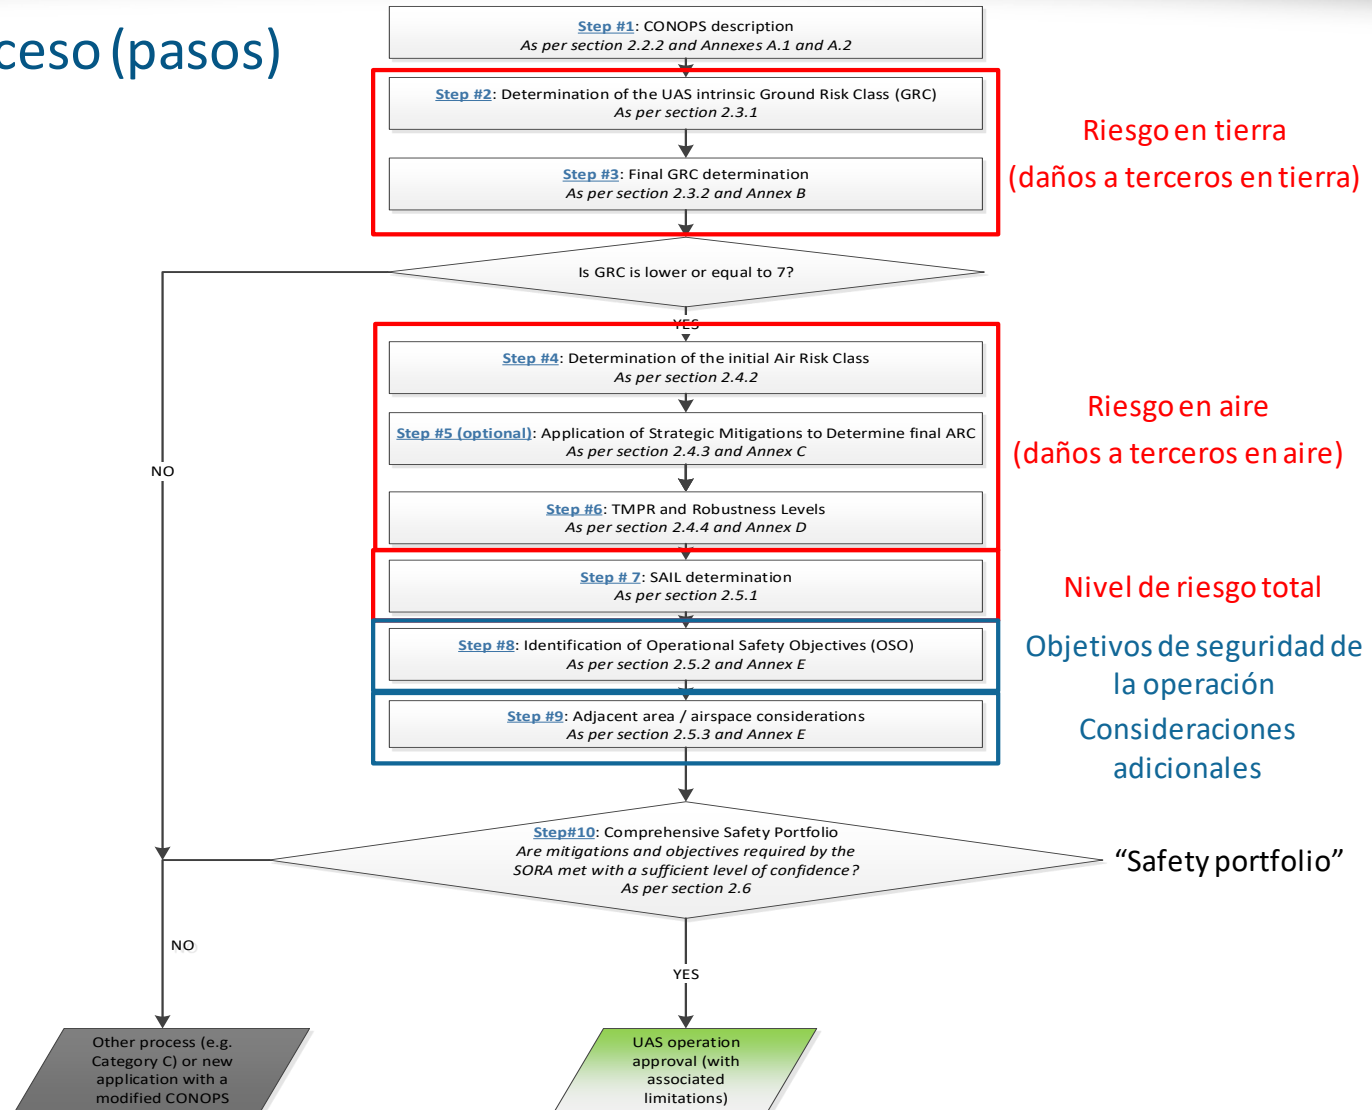 ceso (pasos)
Step #1: CONOPS description
As per section 2.2.2 and Annexes A.1 and A.2
Step #2: Determination of the UAS intrinsic Ground Risk Class (GRC)
As per section 2.3.1
Step #3: Final GRC determination
As per section 2.3.2 and Annex B
Riesgo en tierra
(daños a terceros en tierra)
Is GRC is lower or equal to 7?
YES
NO
Step #4: Determination of the initial Air Risk Class
As per section 2.4.2
Step #5 (optional): Application of Strategic Mitigations to Determine final ARC
As per section 2.4.3 and Annex C
Step #6: TMPR and Robustness Levels
As per section 2.4.4 and Annex D
Riesgo en aire
(daños a terceros en aire)
Step # 7: SAIL determination
As per section 2.5.1
Nivel de riesgo total
Step #8: Identification of Operational Safety Objectives (OSO)
As per section 2.5.2 and Annex E
Objetivos de seguridad de
la operación
Step #9: Adjacent area / airspace considerations
As per section 2.5.3 and Annex E
Consideraciones
adicionales
Step#10: Comprehensive Safety Portfolio
Are mitigations and objectives required by the
SORA met with a sufficient level of confidence?
As per section 2.6
“Safety portfolio”
NO
YES
Other process (e.g.
Category C) or new
application with a
modified CONOPS
UAS operation
approval (with
associated
limitations)